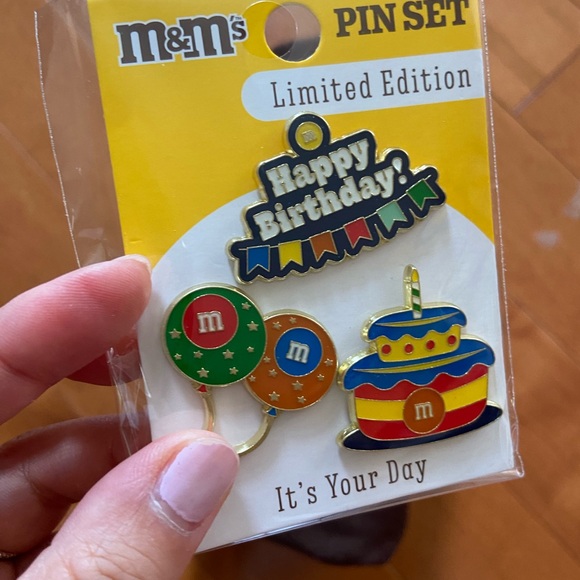 m&m's
PIN SET
Limited Edition
m
Happy
Birthday!
m
m
m
It's Your Day